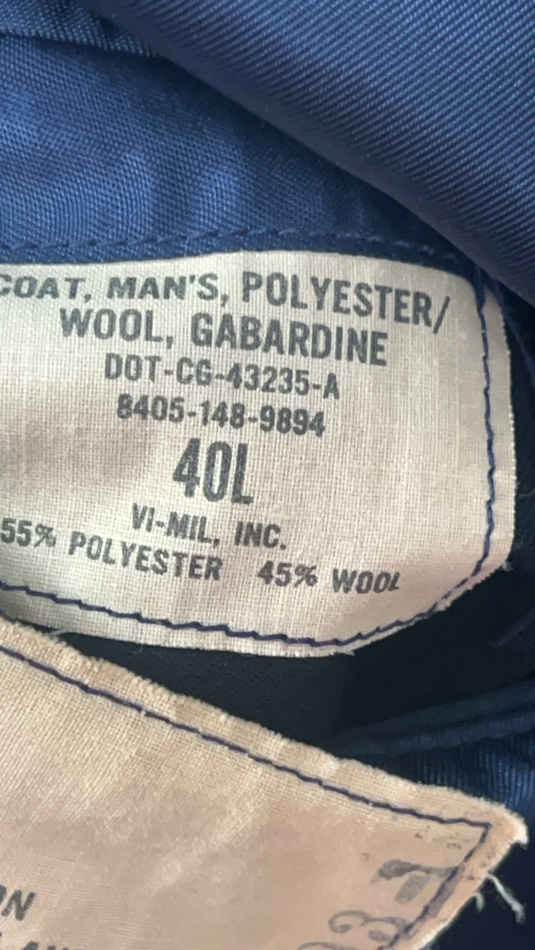 COAT, MAN'S, POLYESTER/
WOOL, GABARDINE
DOT-CG-43235-A
8405-148-9894
40L
VI-MIL, INC.
55% POLYESTER 45% WOOL